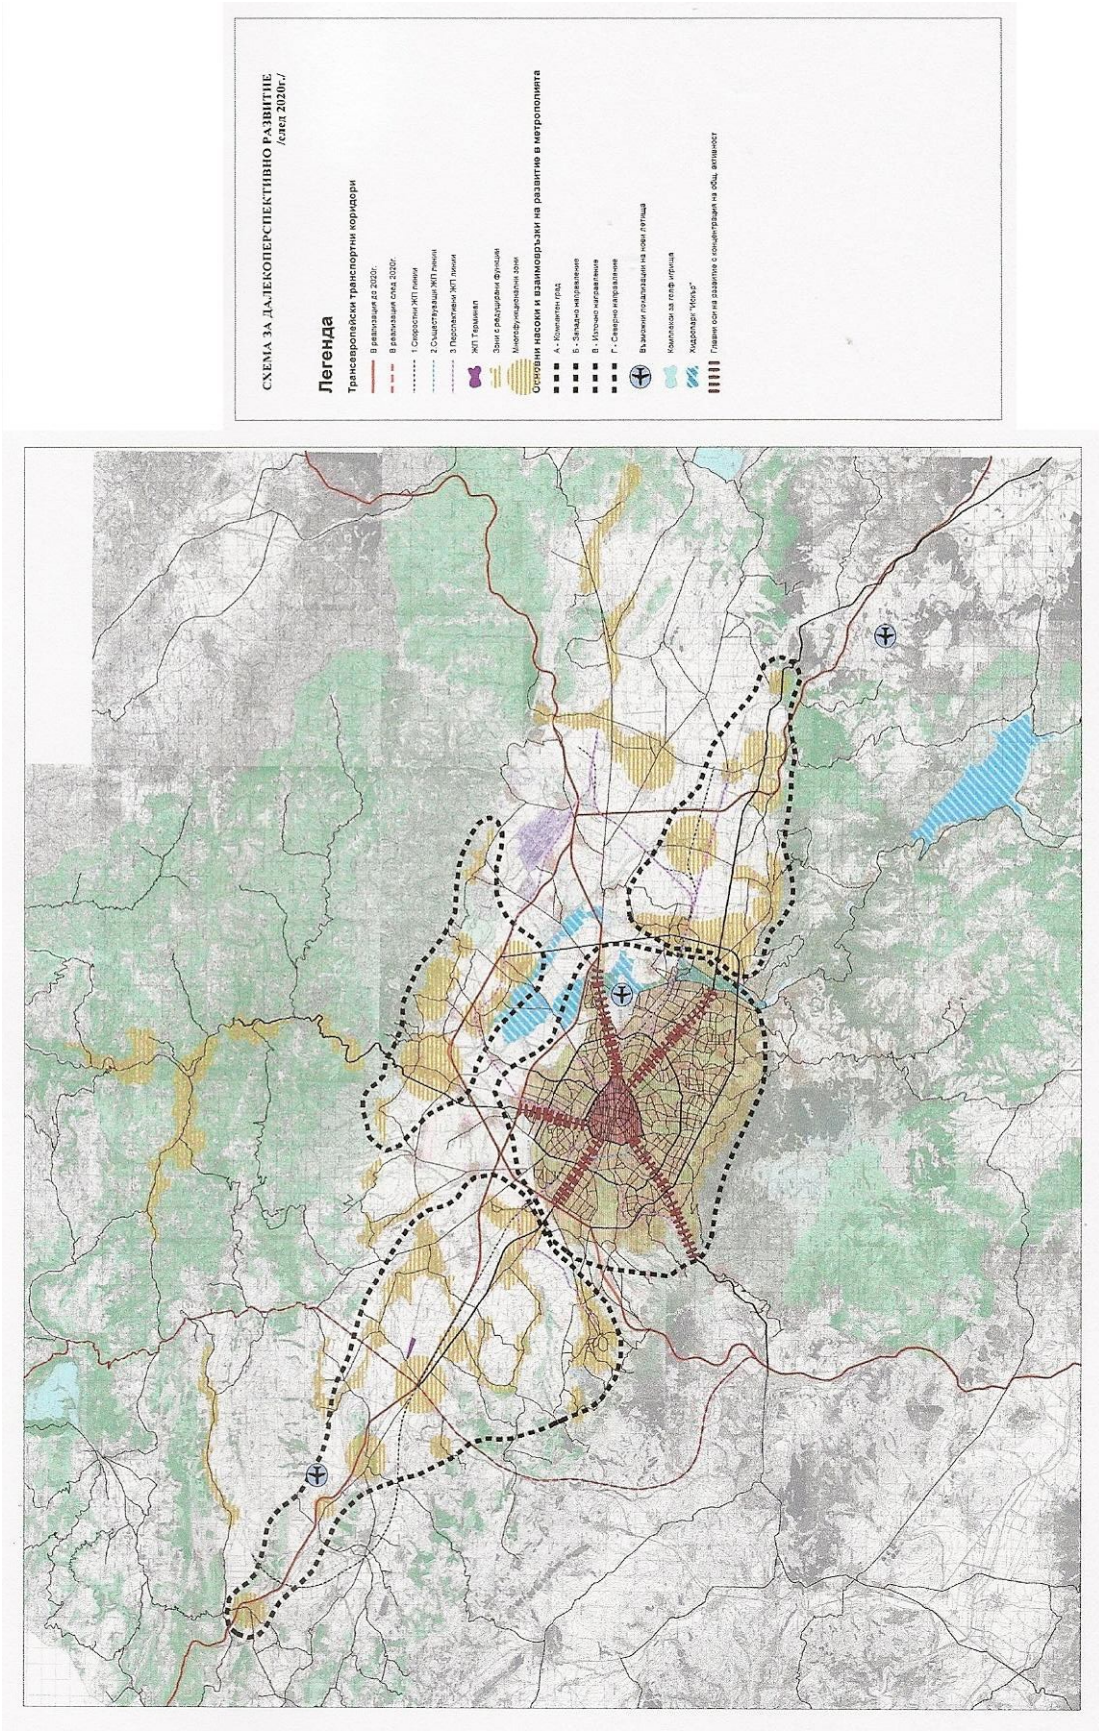 СХЕМА ЗА ДАЛЕКОПЕРСПЕКТИВНО РАЗВИТИЕ
/след 2020г./
Легенда
Трансевропейски транспортни коридори
В реализация до 2020г.
В реализация след 2020г.
1 Скоростни ЖП линии
2 Съществуващи ЖП линии
3 Перспективни ЖП линии
ЖП Терминал
Зони с редуцирани функции
Многофункционални зони
Основни насоки и взаимовръзки на развитие в метрополията
А - Компактен град
Б - Западно направление
В - Източно направление
Г - Северно направление
Възможни локализации на нови летища
Комплекси за голф игрища
Хидропарк "Искър"
Главни оси на развитие с концентрация на общ. активност